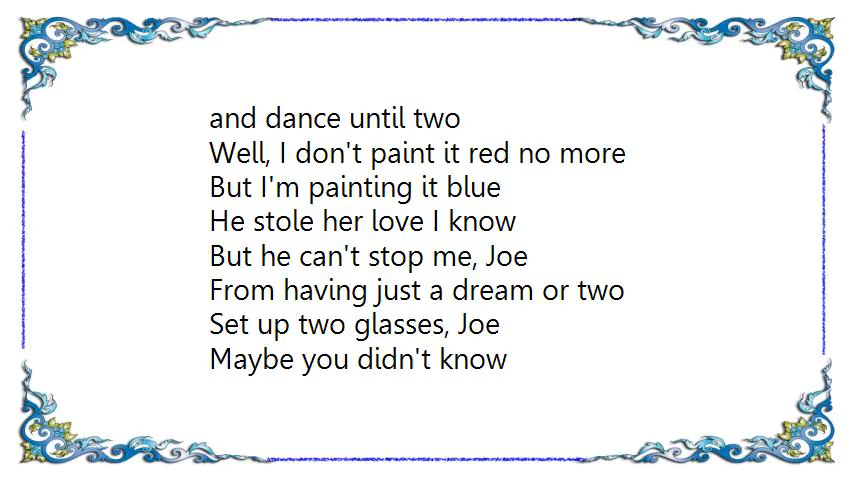 and dance until two
Well, I don't paint it red no more
But I'm painting it blue
He stole her love I know
But he can't stop me, Joe
From having just a dream or two
Set up two glasses, Joe
Maybe you didn't know